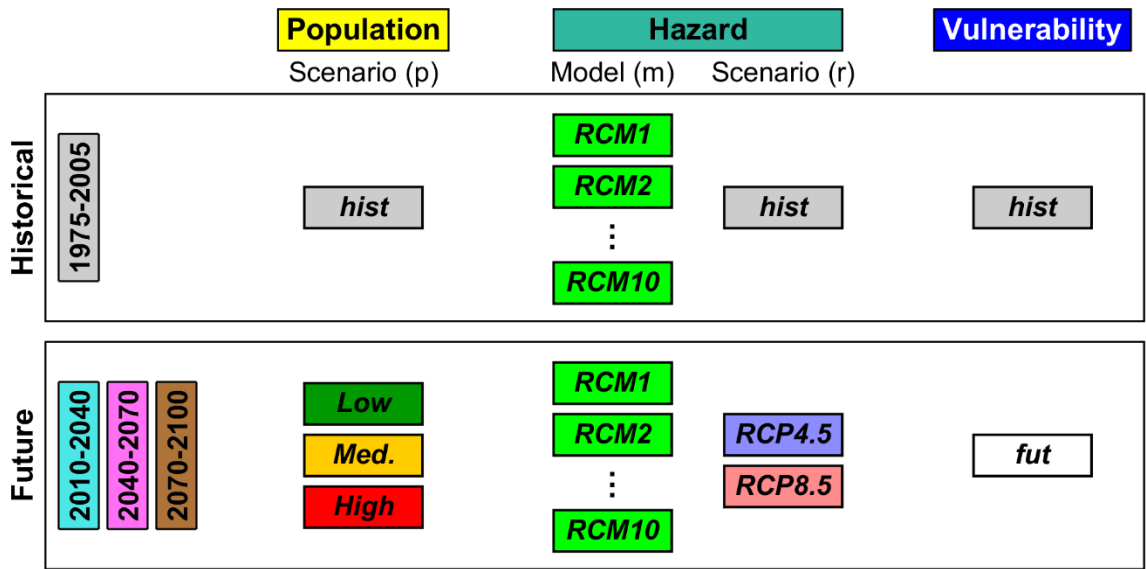 Population
Hazard
Vulnerability
Scenario (p)
Model (m)
Scenario (r)
Historical
1975-2005
hist
RCM1
RCM2
⋮
RCM10
hist
hist
Future
2010-2040
2040-2070
2070-2100
Low
Med.
High
RCM1
RCM2
⋮
RCM10
RCP4.5
RCP8.5
fut